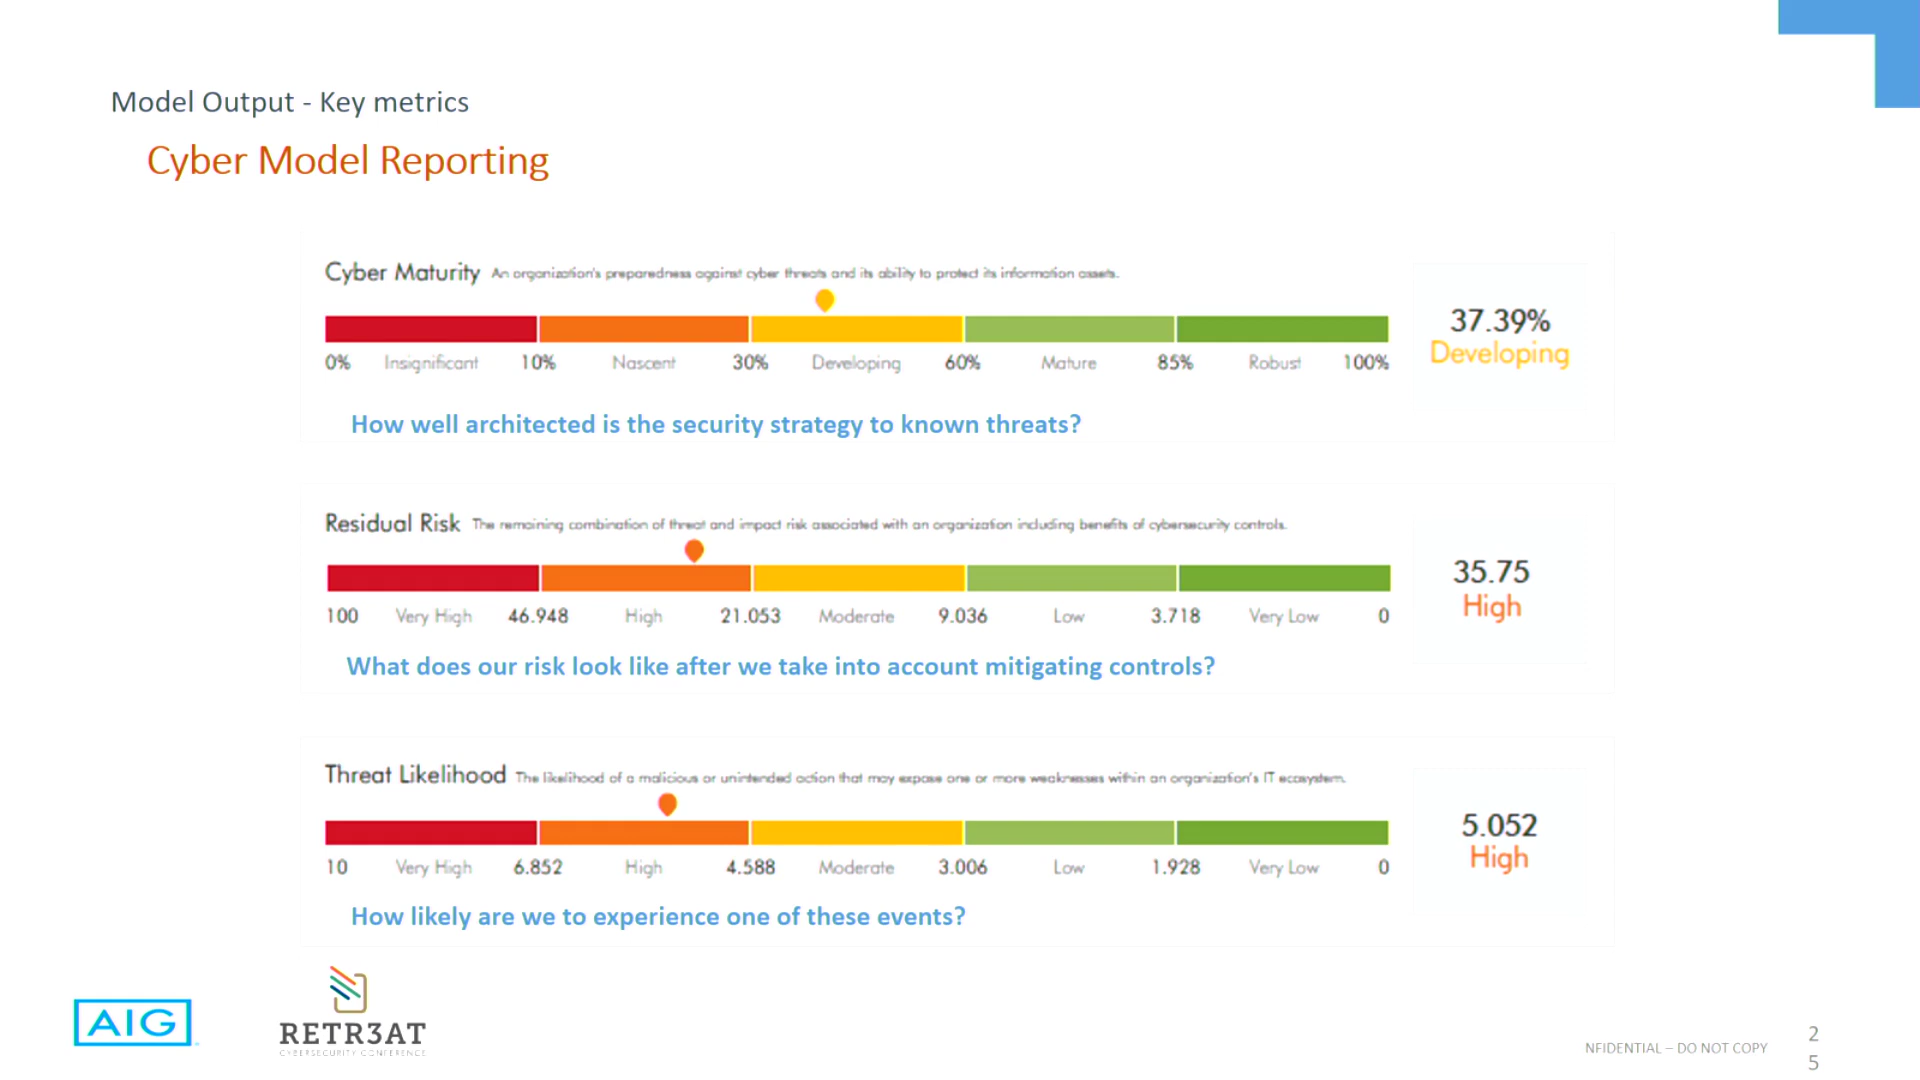 Model Output - Key metrics
Cyber Model Reporting
Cyber Maturity An organization's preparedness against cyber threats and its ability to protect its information assets.
0% Insignificant 10% Nascent 30% Developing 60% Mature 85% Robust 100%
37.39%
Developing
How well architected is the security strategy to known threats?
Residual Risk The remaining combination of threat and impact risk associated with an organization including benefits of cybersecurity controls.
100 Very High 46.948 High 21.053 Moderate 9.036 Low 3.718 Very Low 0
35.75
High
What does our risk look like after we take into account mitigating controls?
Threat Likelihood The likelihood of a malicious or unintended action that may expose one or more weaknesses within an organization's IT ecosystem.
10 Very High 6.852 High 4.588 Moderate 3.006 Low 1.928 Very Low 0
5.052
High
How likely are we to experience one of these events?
AIG
RETR3AT
CYBERSECURITY CONFERENCE
NFIDENTIAL – DO NOT COPY
2
5